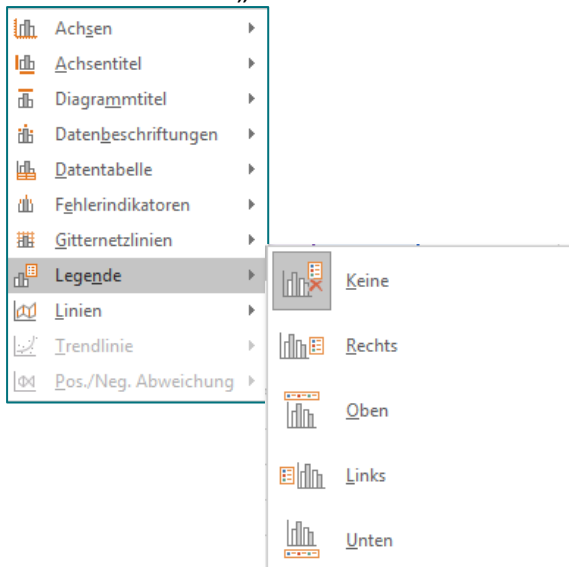 „
Achsen
Achsentitel
Diagrammtitel
Datenbeschriftungen
Datentabelle
Fehlerindikatoren
Gitternetzlinien
Legende
Linien
Trendlinie
Pos./Neg. Abweichung
Keine
Rechts
Oben
Links
Unten